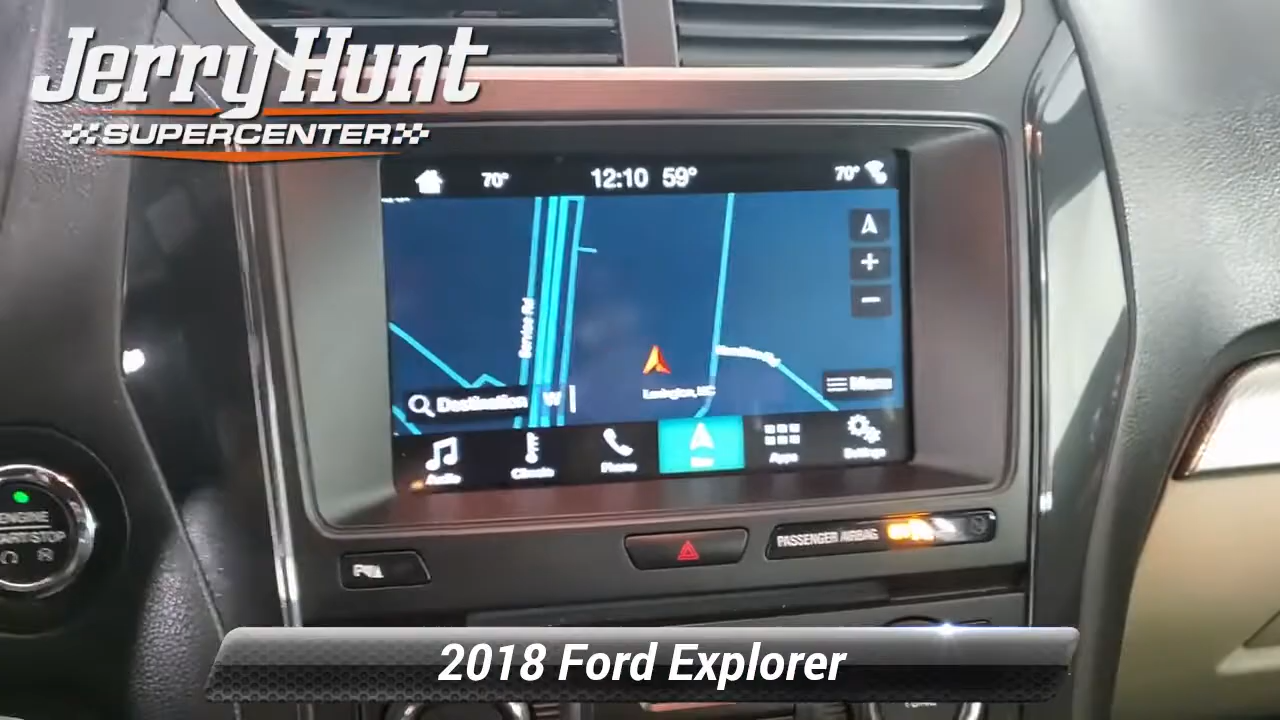 Jerry Hunt
SUPERCENTER
70° 12:10 59° 70°
Service Rd
Lexington, NC
Menu
Destination W
Audio Climate Phone Nav Apps Settings
ENGINE
START STOP
PASSENGER AIRBAG
2018 Ford Explorer